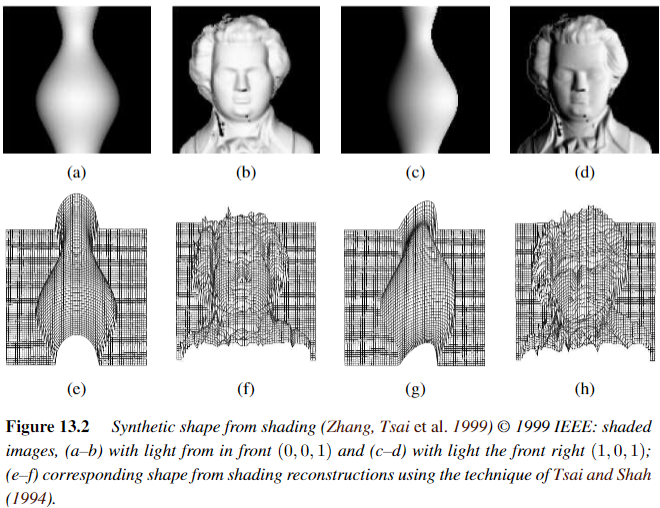 (a) (b) (c) (d)
(e) (f) (g) (h)
Figure 13.2 Synthetic shape from shading (Zhang, Tsai et al. 1999) © 1999 IEEE: shaded
images, (a–b) with light from in front (0, 0, 1) and (c–d) with light the front right (1, 0, 1);
(e–f) corresponding shape from shading reconstructions using the technique of Tsai and Shah
(1994).